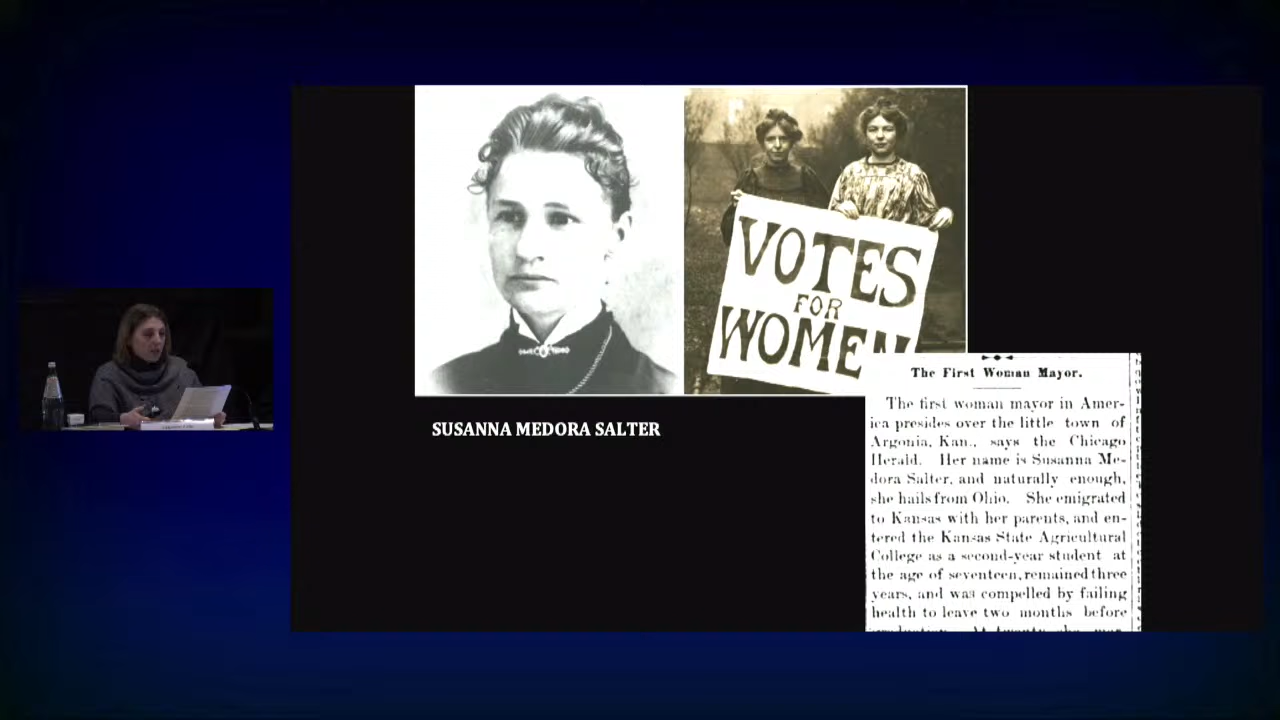 VOTES
FOR
WOMEN
SUSANNA MEDORA SALTER
The First Woman Mayor.
The first woman mayor in Amer-
ica presides over the little town of
Argonia, Kan., says the Chicago
Herald. Her name is Susanna Me-
dora Salter, and naturally enough,
she hails from Ohio. She emigrated
to Kansas with her parents, and en-
tered the Kansas State Agricultural
College as a second-year student at
the age of seventeen, remained three
years, and was compelled by failing
health to leave two months before